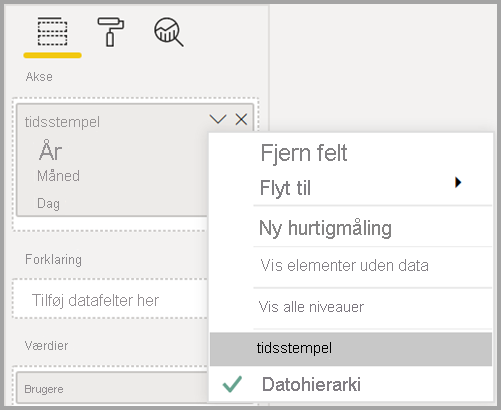 Akse
tidsstempel
År
Måned
Dag
Forklaring
Tilføj datafelter her
Værdier
Brugere
Fjern felt
Flyt til
Ny hurtigmåling
Vis elementer uden data
Vis alle niveauer
tidsstempel
Datohierarki